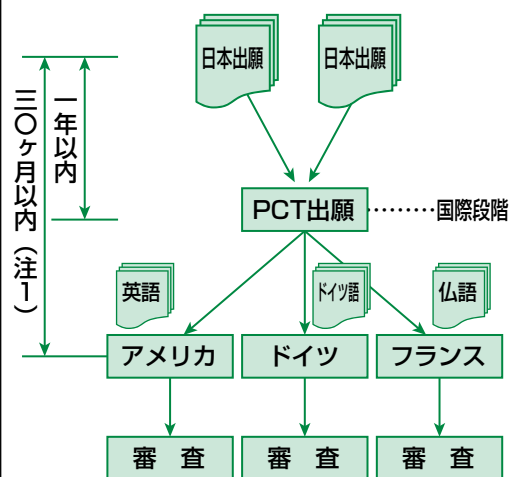 日本出願
日本出願
三〇ヶ月以内（注1）
一年以内
PCT出願
………国際段階
英語
ドイツ語
仏語
アメリカ
ドイツ
フランス
審 査
審 査
審 査